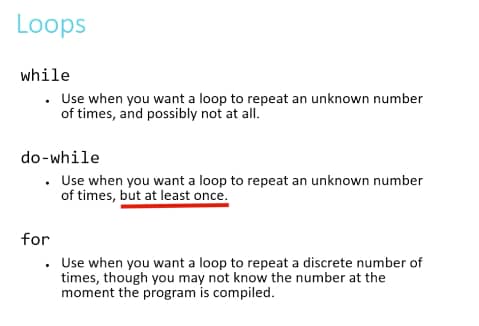 Loops
while
• Use when you want a loop to repeat an unknown number
of times, and possibly not at all.
do-while
• Use when you want a loop to repeat an unknown number
of times, but at least once.
for
• Use when you want a loop to repeat a discrete number of
times, though you may not know the number at the
moment the program is compiled.